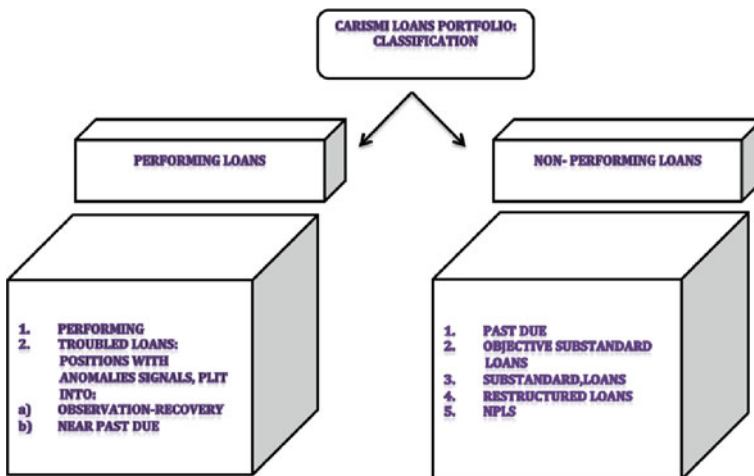 CARISMI LOANS PORTFOLIO:
CLASSIFICATION
PERFORMING LOANS
NON- PERFORMING LOANS
1. PERFORMING
2. TROUBLED LOANS:
POSITIONS WITH
ANOMALIES SIGNALS, PLIT
INTO:
a) OBSERVATION-RECOVERY
b) NEAR PAST DUE
1. PAST DUE
2. OBJECTIVE SUBSTANDARD
LOANS
3. SUBSTANDARD,LOANS
4. RESTRUCTURED LOANS
5. NPLS